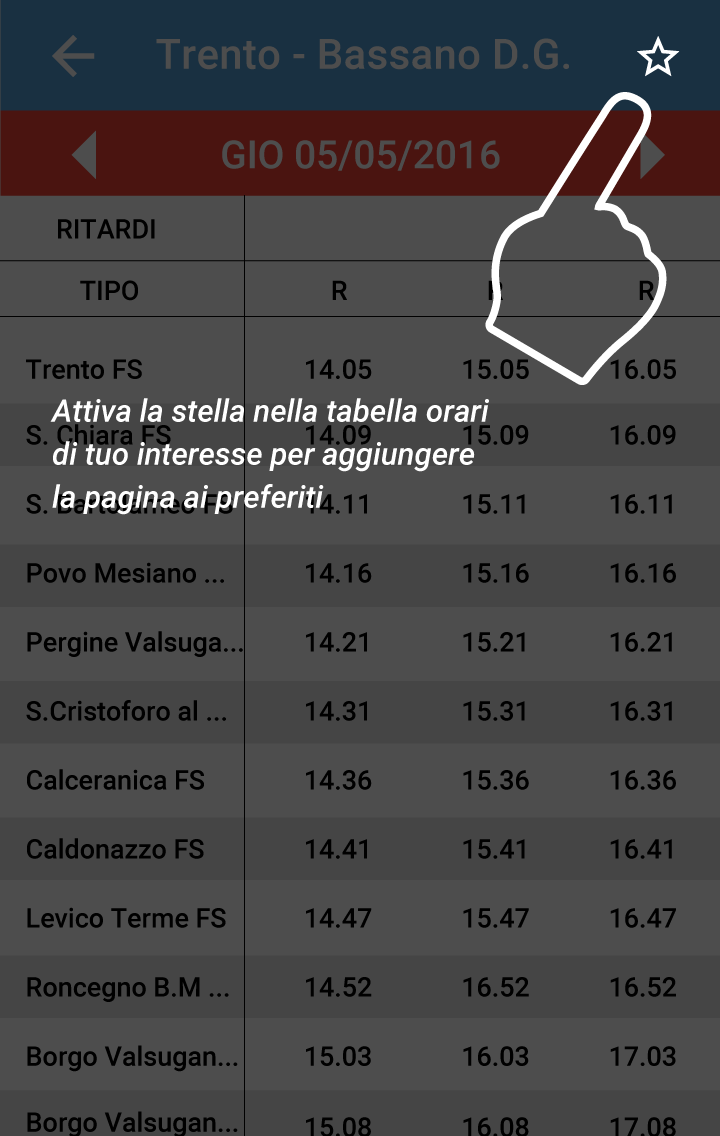 Trento - Bassano D.G.
GIO 05/05/2016
RITARDI
TIPO R R R
Trento FS 14.05 15.05 16.05
Attiva la stella nella tabella orari
S. Chiara FS 14.09 15.09 16.09
di tuo interesse per aggiungere
la pagina ai preferiti
S. Bartolameo FS 14.11 15.11 16.11
Povo Mesiano ... 14.16 15.16 16.16
Pergine Valsuga... 14.21 15.21 16.21
S.Cristoforo al ... 14.31 15.31 16.31
Calceranica FS 14.36 15.36 16.36
Caldonazzo FS 14.41 15.41 16.41
Levico Terme FS 14.47 15.47 16.47
Roncegno B.M ... 14.52 16.52 16.52
Borgo Valsugan... 15.03 16.03 17.03
Borgo Valsugan... 15.08 16.08 17.08